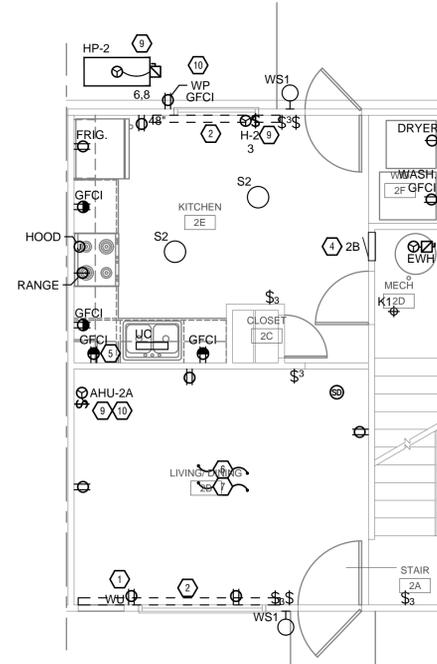 HP-2
9
10
WP
GFCI
WS1
6,8
48"
2
H-2
3
9
$3$
FRIG.
DRYER
WASH.
GFCI
2F
GFCI
S2
KITCHEN
2E
HOOD
S2
4
2B
EWH
RANGE
MECH
2D
K1
$3
GFCI
CLOSET
2C
GFCI
5
UC
GFCI
$3
AHU-2A
SD
9
10
LIVING/ DINING
6
7
STAIR
2A
1
WU
2
$3$
$3
WS1